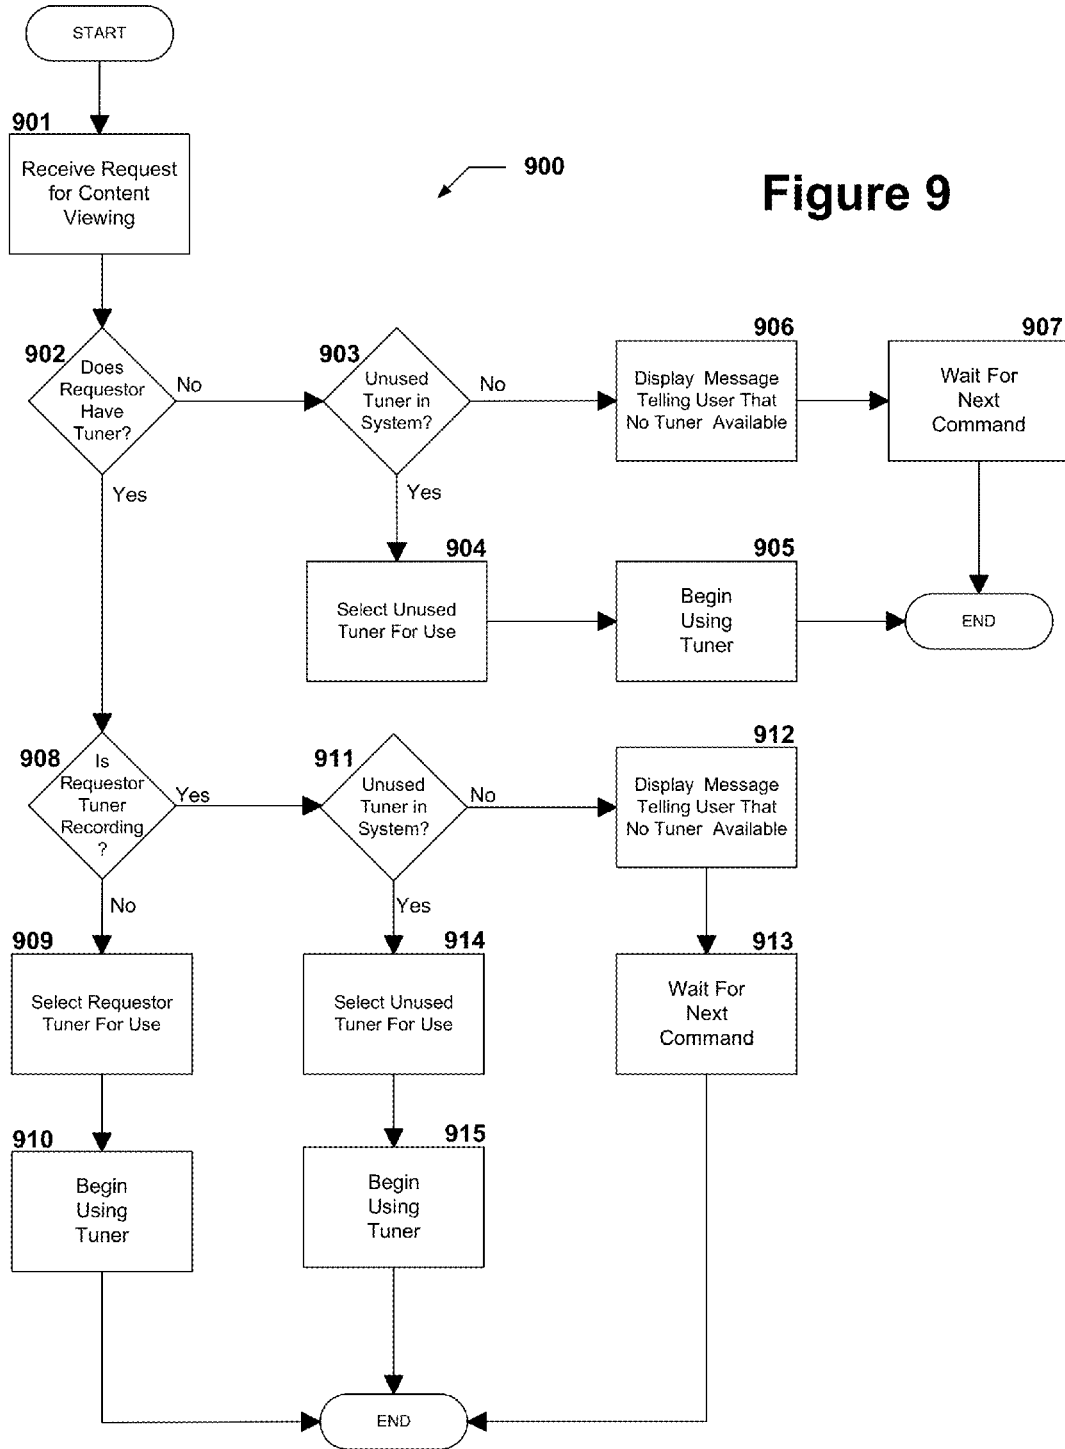 START
901
Receive Request
for Content
Viewing
900
Figure 9
902
Does
Requestor
Have
Tuner?
No
Yes
903
Unused
Tuner in
System?
No
Yes
906
Display Message
Telling User That
No Tuner Available
907
Wait For
Next
Command
904
Select Unused
Tuner For Use
905
Begin
Using
Tuner
END
908
Is
Requestor
Tuner
Recording
?
Yes
No
911
Unused
Tuner in
System?
No
Yes
912
Display Message
Telling User That
No Tuner Available
909
Select Requestor
Tuner For Use
914
Select Unused
Tuner For Use
913
Wait For
Next
Command
910
Begin
Using
Tuner
915
Begin
Using
Tuner
END